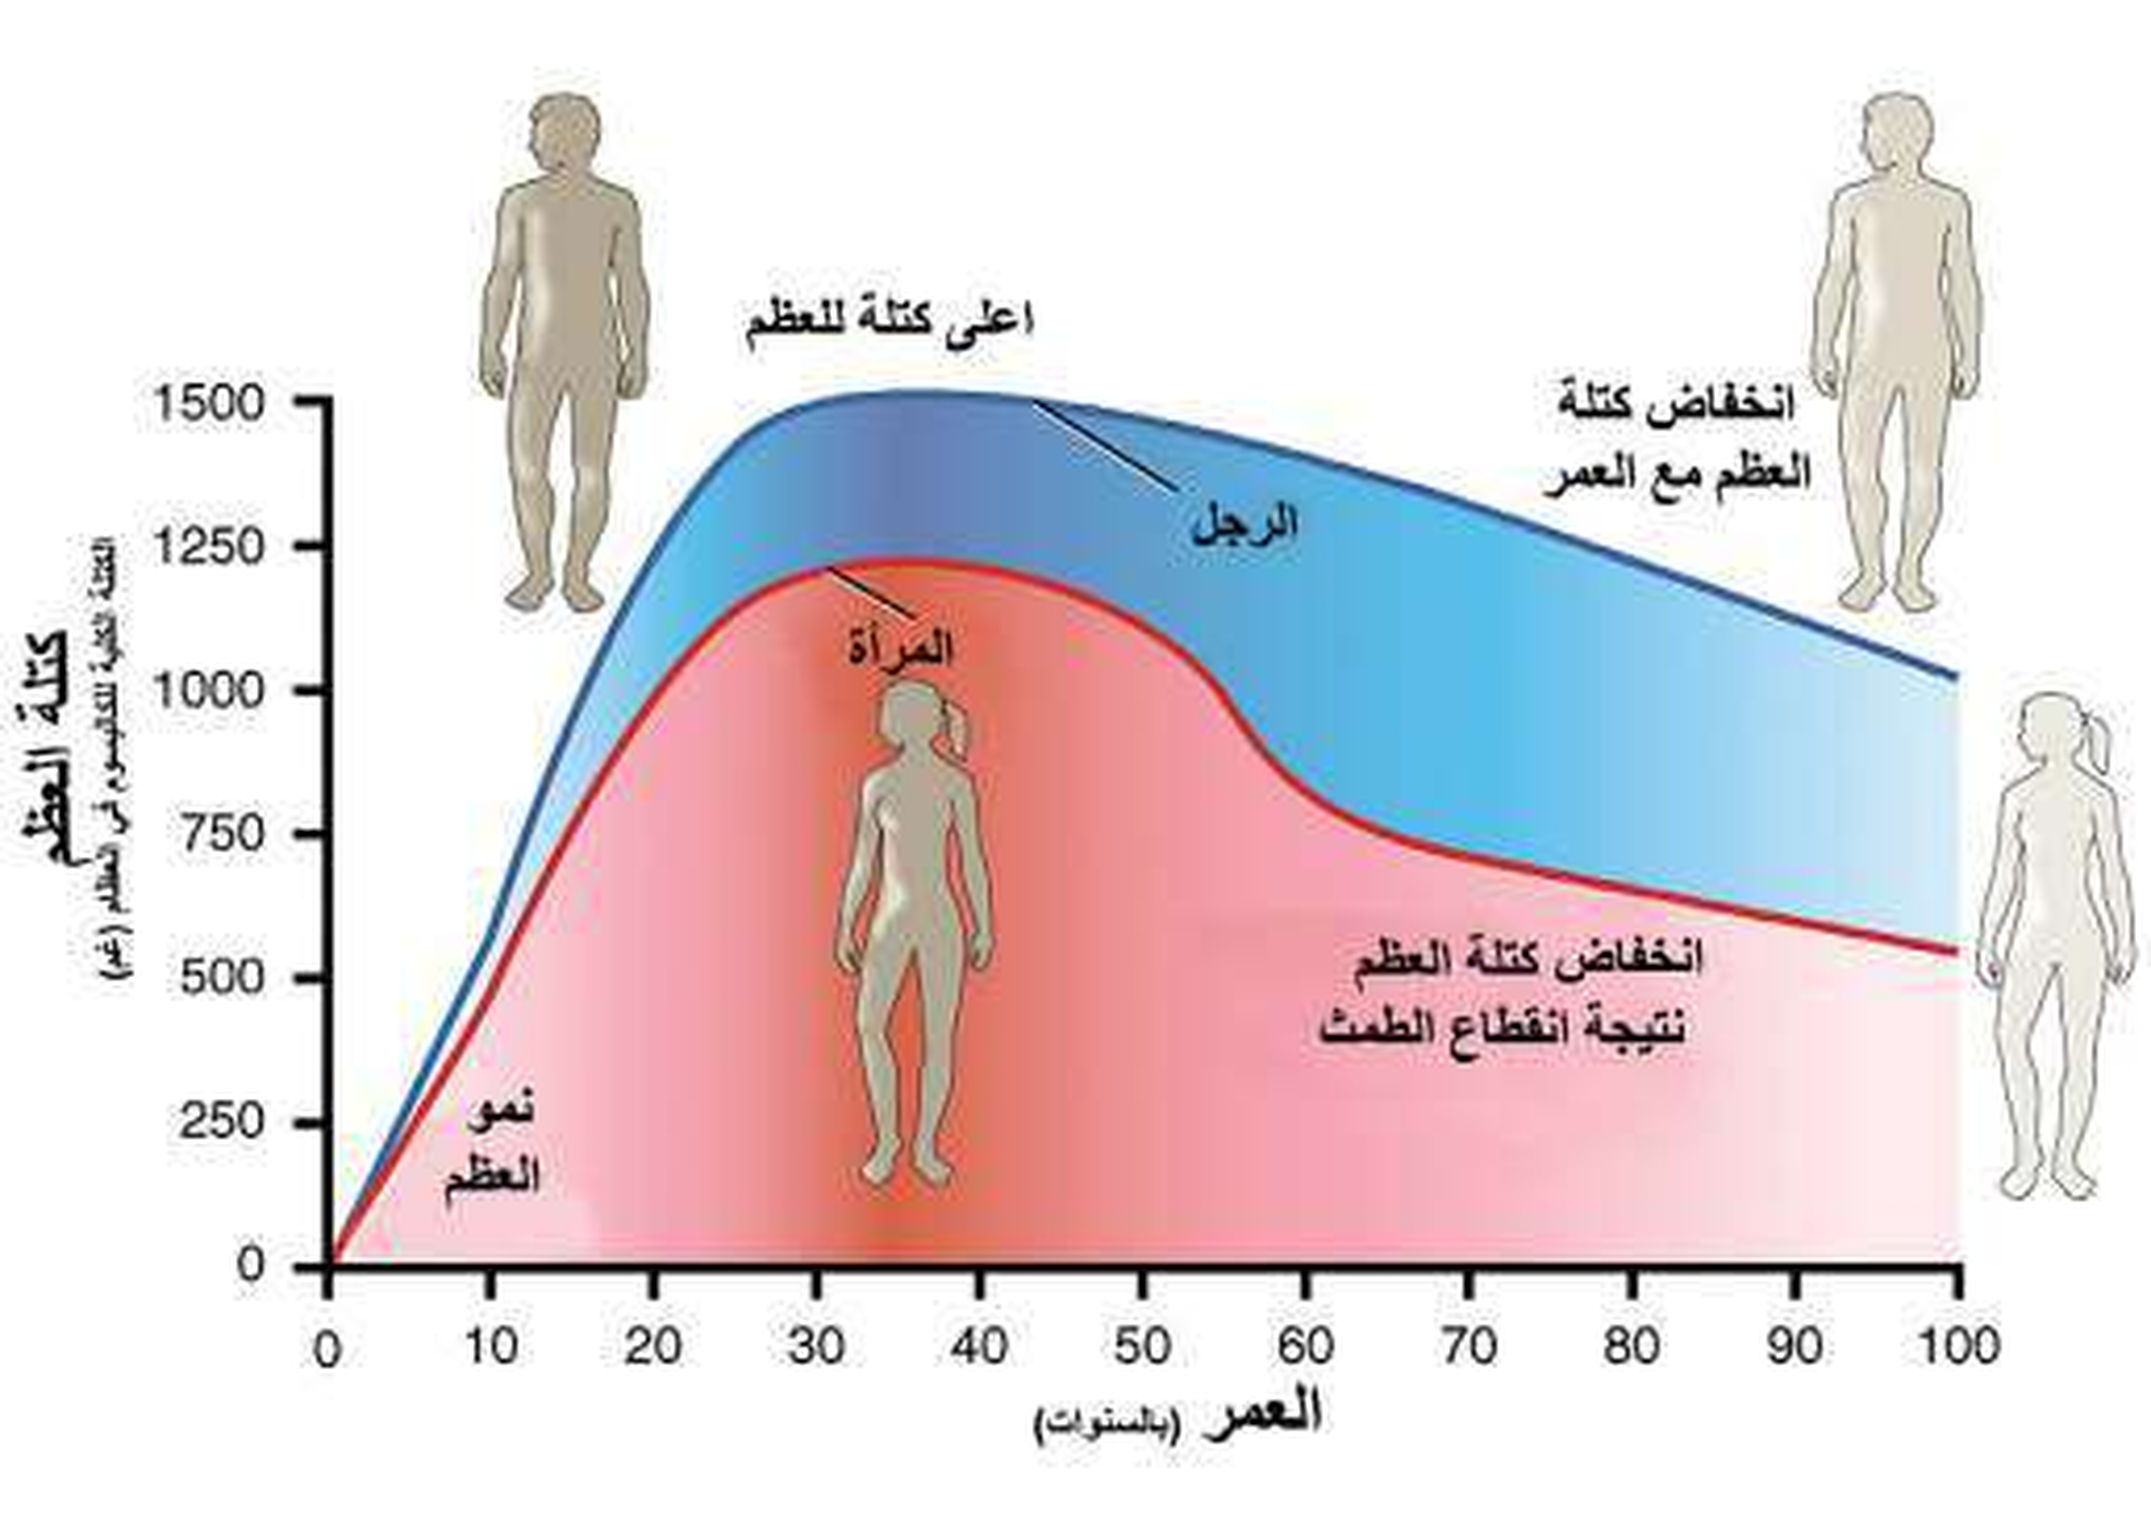 اعلى كتلة للعظم
انخفاض كتلة
العظم مع العمر
الرجل
المرأة
انخفاض كتلة العظم
نتيجة انقطاع الطمث
نمو
العظم
كتلة العظم
الكتلة الكلية للكالسيوم في العظام (غم)
1500
1250
1000
750
500
250
0
0 10 20 30 40 50 60 70 80 90 100
العمر (بالسنوات)